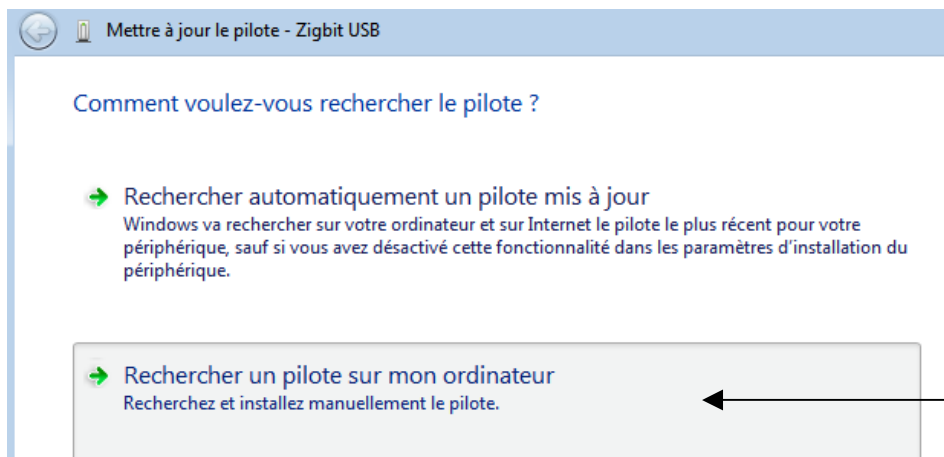 Mettre à jour le pilote - Zigbit USB
Comment voulez-vous rechercher le pilote ?
Rechercher automatiquement un pilote mis à jour
Windows va rechercher sur votre ordinateur et sur Internet le pilote le plus récent pour votre
périphérique, sauf si vous avez désactivé cette fonctionnalité dans les paramètres d'installation du
périphérique.
Rechercher un pilote sur mon ordinateur
Recherchez et installez manuellement le pilote.